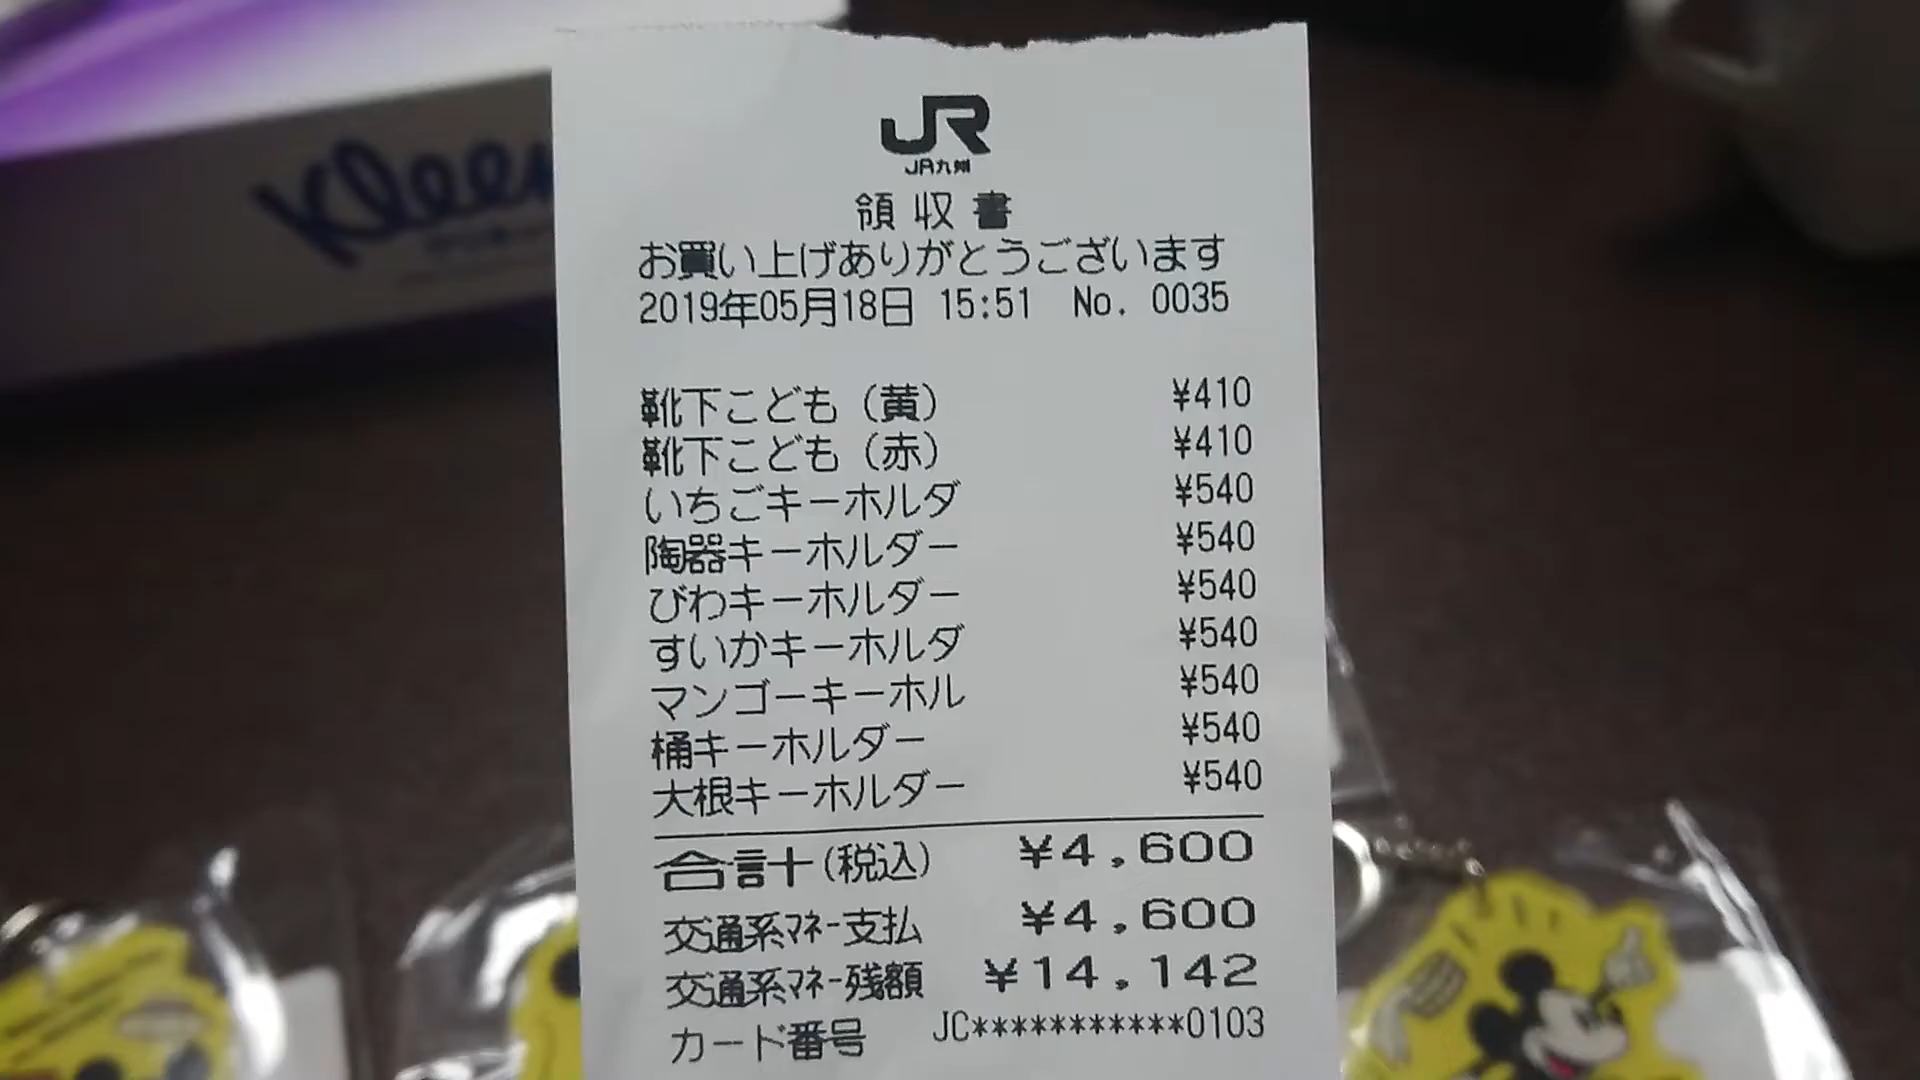 Kleen
JR
JR九州
領収書
お買い上げありがとうございます
2019年05月18日 15:51 No. 0035
靴下こども（黄） ¥410
靴下こども（赤） ¥410
いちごキーホルダ ¥540
陶器キーホルダー ¥540
びわキーホルダー ¥540
すいかキーホルダ ¥540
マンゴーキーホル ¥540
桶キーホルダー ¥540
大根キーホルダー ¥540
合計(税込) ¥4,600
交通系ﾏﾈｰ支払 ¥4,600
交通系ﾏﾈｰ残額 ¥14,142
カード番号 JC***********0103